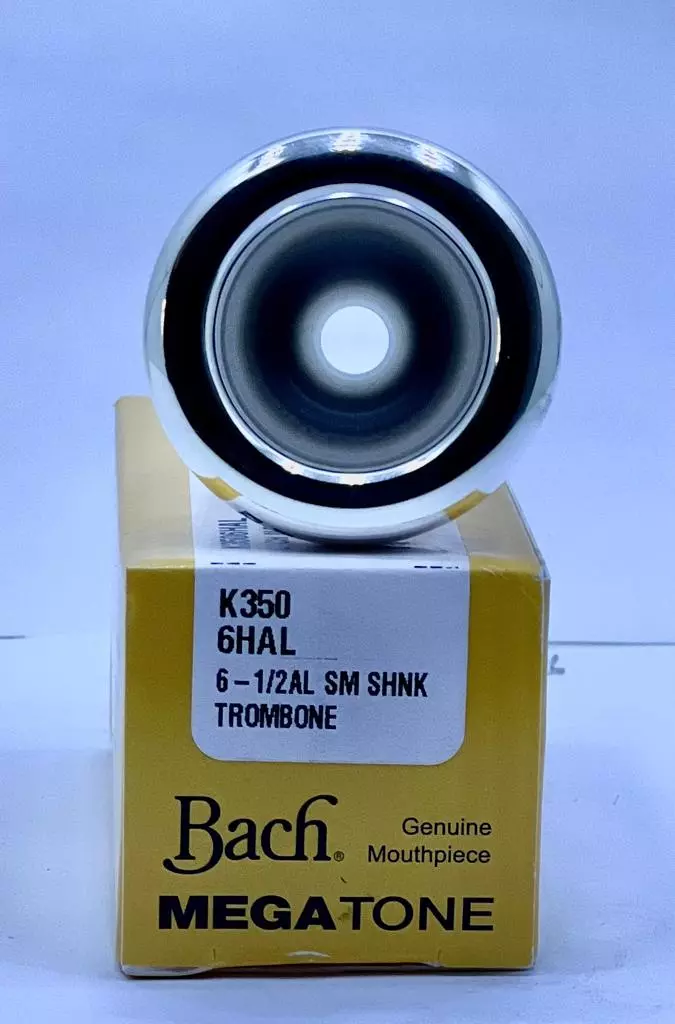 K350
6HAL
6-1/2AL SM SHNK
TROMBONE
Bach®
Genuine
Mouthpiece
MEGATONE